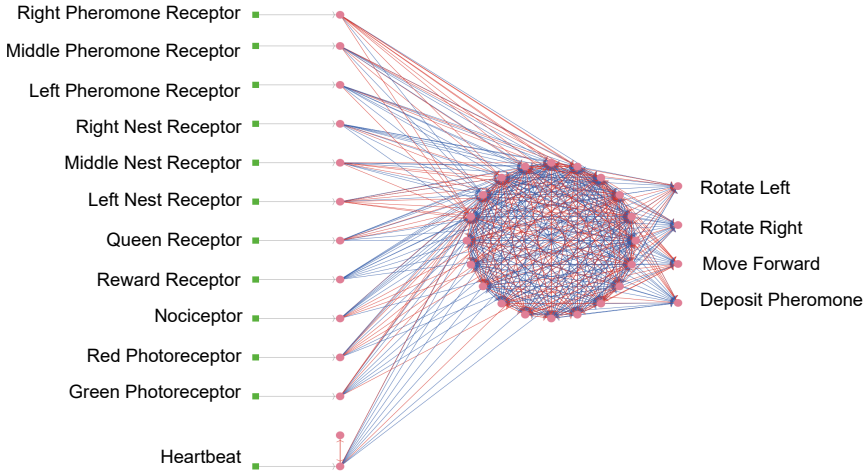 Right Pheromone Receptor
Middle Pheromone Receptor
Left Pheromone Receptor
Right Nest Receptor
Middle Nest Receptor
Left Nest Receptor
Queen Receptor
Reward Receptor
Nociceptor
Red Photoreceptor
Green Photoreceptor
Heartbeat
Rotate Left
Rotate Right
Move Forward
Deposit Pheromone